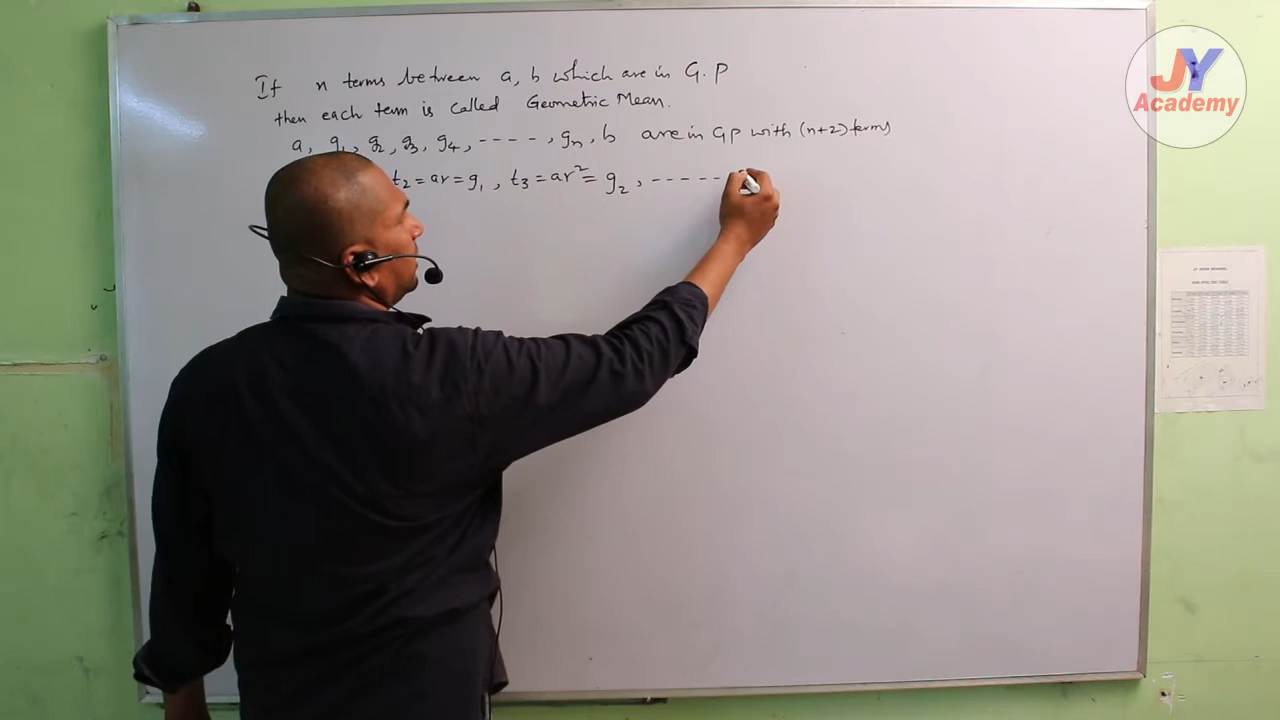 If n terms between a, b which are in G.P
then each term is called Geometric Mean.
a, g₁, g₂, g₃, g₄, - - - -, gₙ, b are in GP with (n+2) terms
t₂ = ar = g₁, t₃ = ar² = g₂, - - - - -
JY
Academy